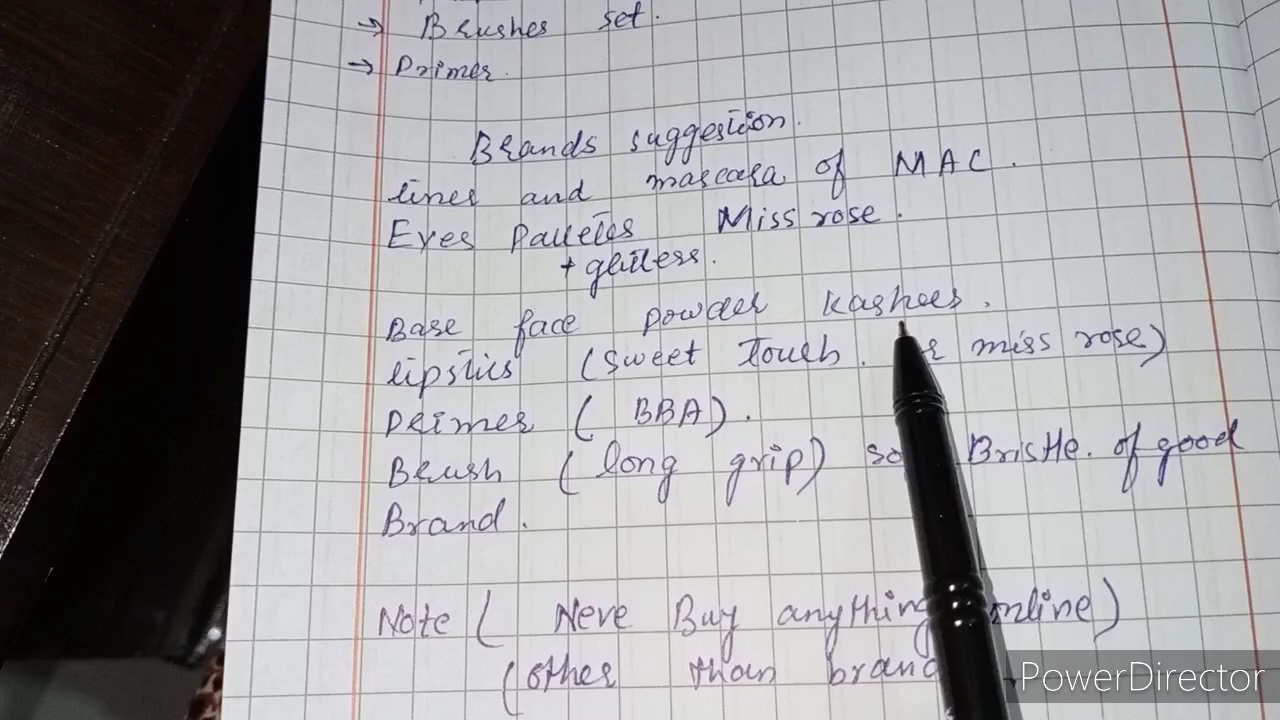 → Brushes set.
→ Primer.
Brands suggestion.
liner and mascara of MAC.
Eyes Palletes Miss rose.
+ glitters.
Base face powder Kashees.
lipstics (Sweet Touch. miss rose)
Primer ( BBA).
Brush ( long grip) Bristle. of good
Brand.
Note ( Neve Buy anything online)
(other than brand
PowerDirector